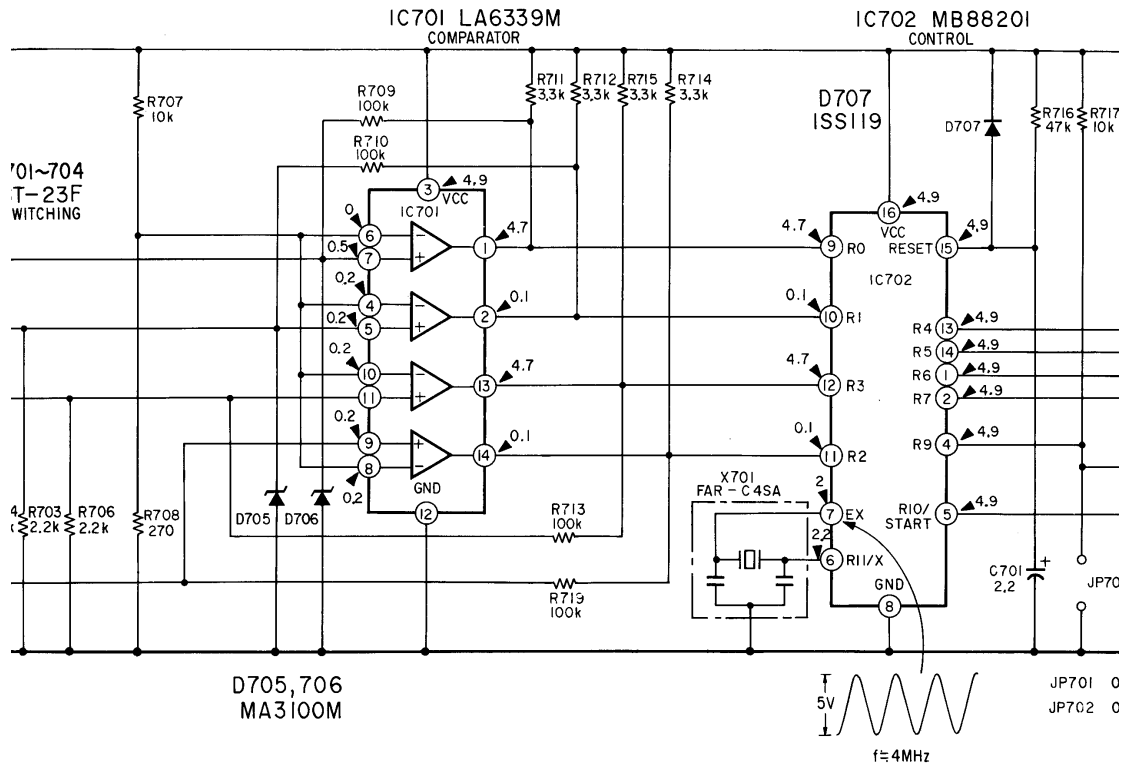 IC701 LA6339M
COMPARATOR
IC702 MB88201
CONTROL
R707
10k
R709
100k
R710
100k
R711
3.3k
R712
3.3k
R715
3.3k
R714
3.3k
D707
ISS119
D707
R716
47k
R717
10k
701~704
ST-23F
WITCHING
3
4.9
VCC
IC701
0
6
−
0.5
7
+
1
4.7
0.2
4
−
0.2
5
+
2
0.1
0.2
10
−
11
+
13
4.7
0.2
9
+
8
−
0.2
14
0.1
GND
12
16
4.9
VCC
IC702
4.7
9
R0
0.1
10
R1
4.7
12
R3
0.1
11
R2
2
7
EX
2.2
6
R11/X
GND
8
RESET
15
4.9
R4
13
4.9
R5
14
4.9
R6
1
4.9
R7
2
4.9
R9
4
4.9
R10/
START
5
4.9
X701
FAR-C4SA
R703
2.2k
R706
2.2k
R708
270
D705
D706
R713
100k
R719
100k
C701
2.2
+
JP70
D705,706
MA3100M
5V
f≒4MHz
JP701 0
JP702 0